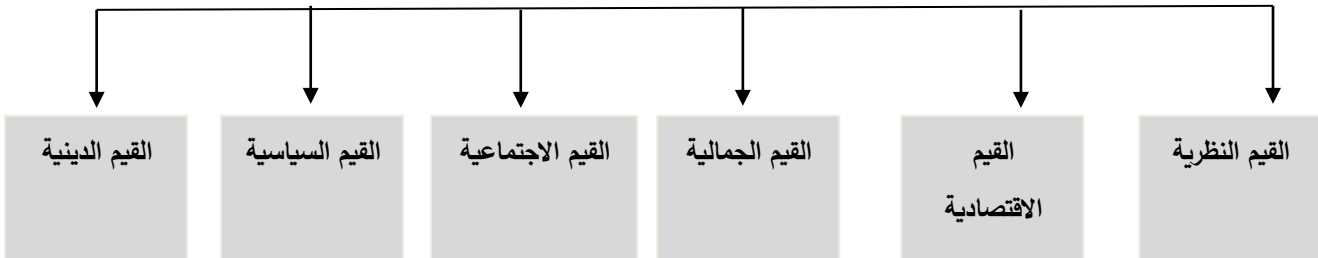 القيم النظرية
القيم
الاقتصادية
القيم الجمالية
القيم الاجتماعية
القيم السياسية
القيم الدينية